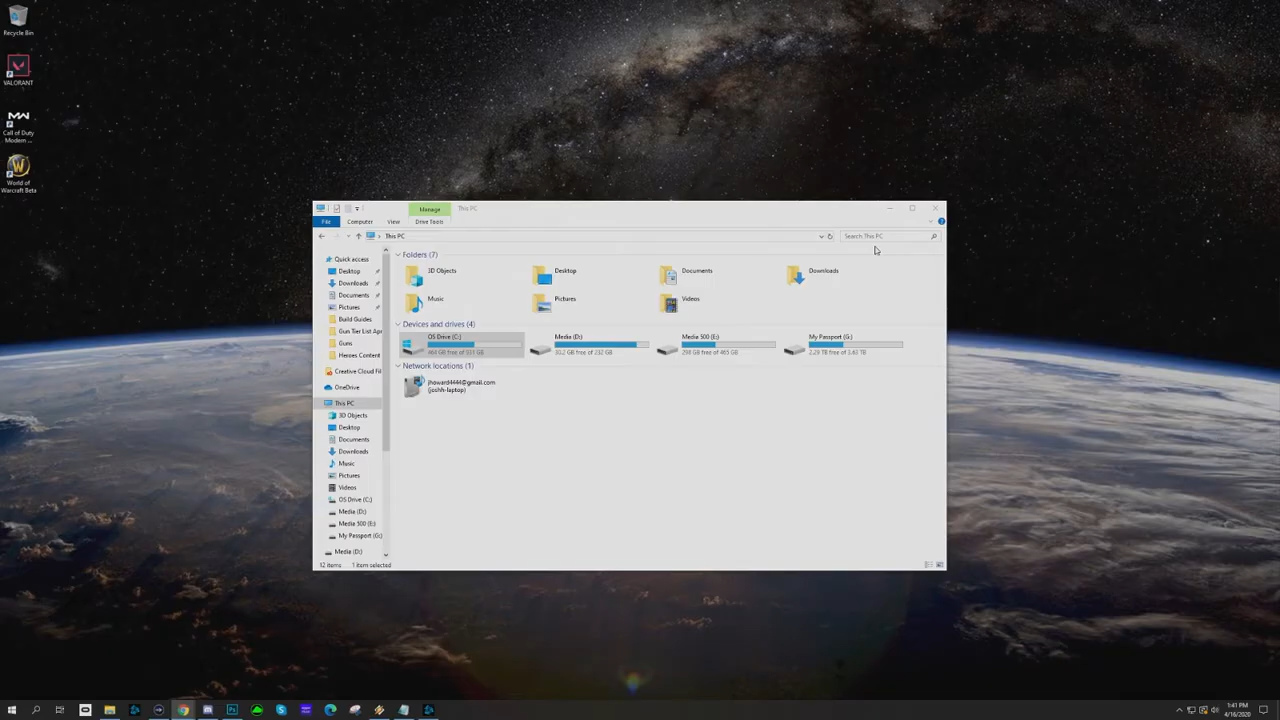 Recycle Bin
VALORANT
Call of Duty
Modern ...
World of
Warcraft Beta
Manage
This PC
File
Computer
View
Drive Tools
This PC
Search This PC
Quick access
Desktop
Downloads
Documents
Pictures
Build Guides
Gun Tier List Apr
Guns
Heroes Content
Creative Cloud Fil
OneDrive
This PC
3D Objects
Desktop
Documents
Downloads
Music
Pictures
Videos
OS Drive (C:)
Media (D:)
Media 500 (E:)
My Passport (G:)
Media (D:)
Folders (7)
3D Objects
Desktop
Documents
Downloads
Music
Pictures
Videos
Devices and drives (4)
OS Drive (C:)
464 GB free of 931 GB
Media (D:)
30.2 GB free of 232 GB
Media 500 (E:)
298 GB free of 465 GB
My Passport (G:)
2.29 TB free of 3.63 TB
Network locations (1)
jhoward4444@gmail.com
(joshh-laptop)
12 items
1 item selected
1:41 PM
4/16/2020